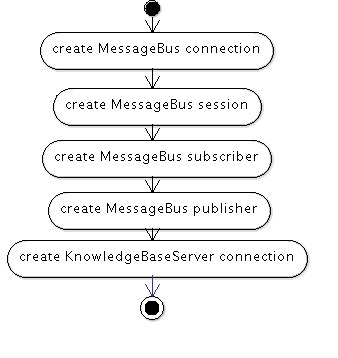 create MessageBus connection
create MessageBus session
create MessageBus subscriber
create MessageBus publisher
create KnowledgeBaseServer connection